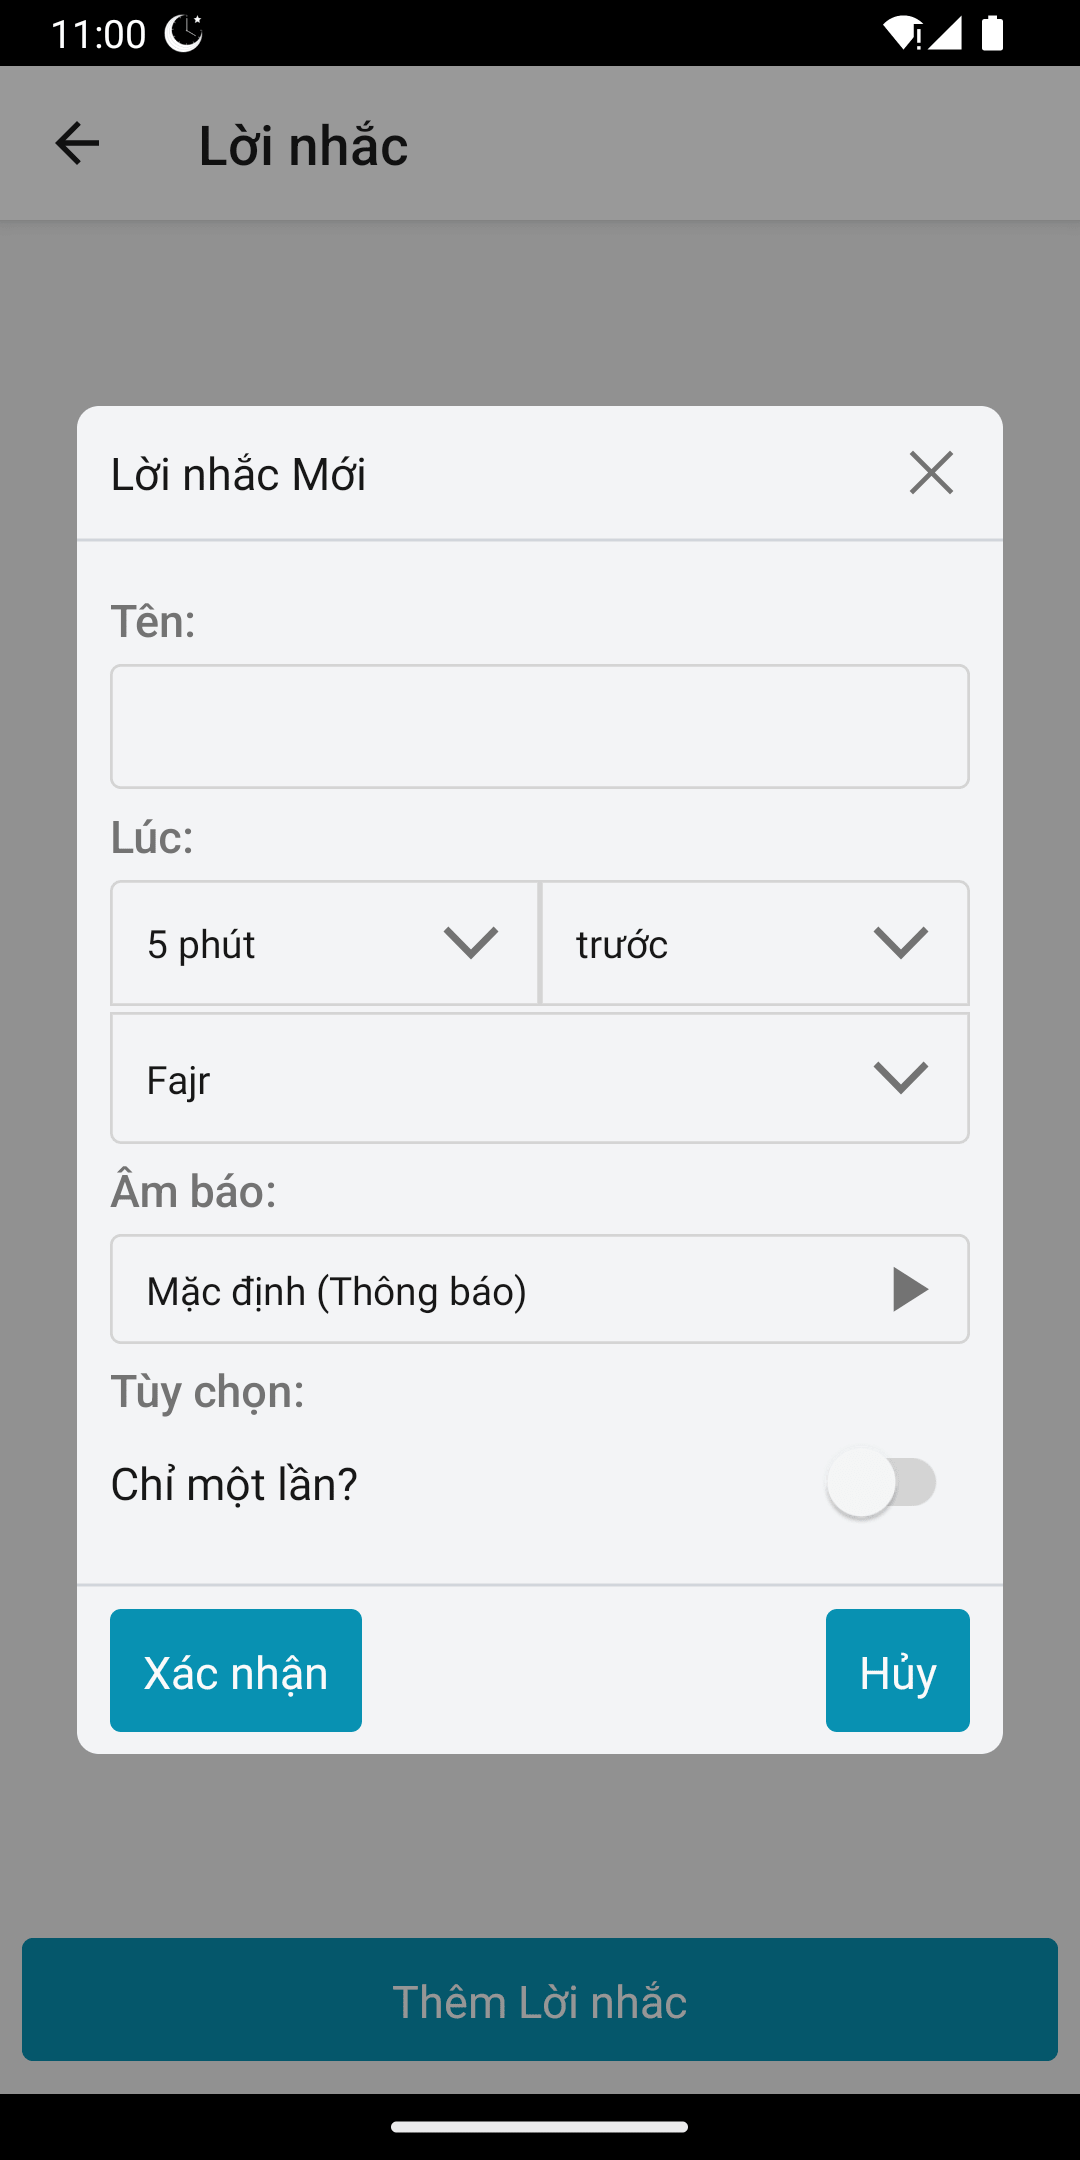 11:00
Lời nhắc
Lời nhắc Mới
Tên:
Lúc:
5 phút
trước
Fajr
Âm báo:
Mặc định (Thông báo)
Tùy chọn:
Chỉ một lần?
Xác nhận
Hủy
Thêm Lời nhắc